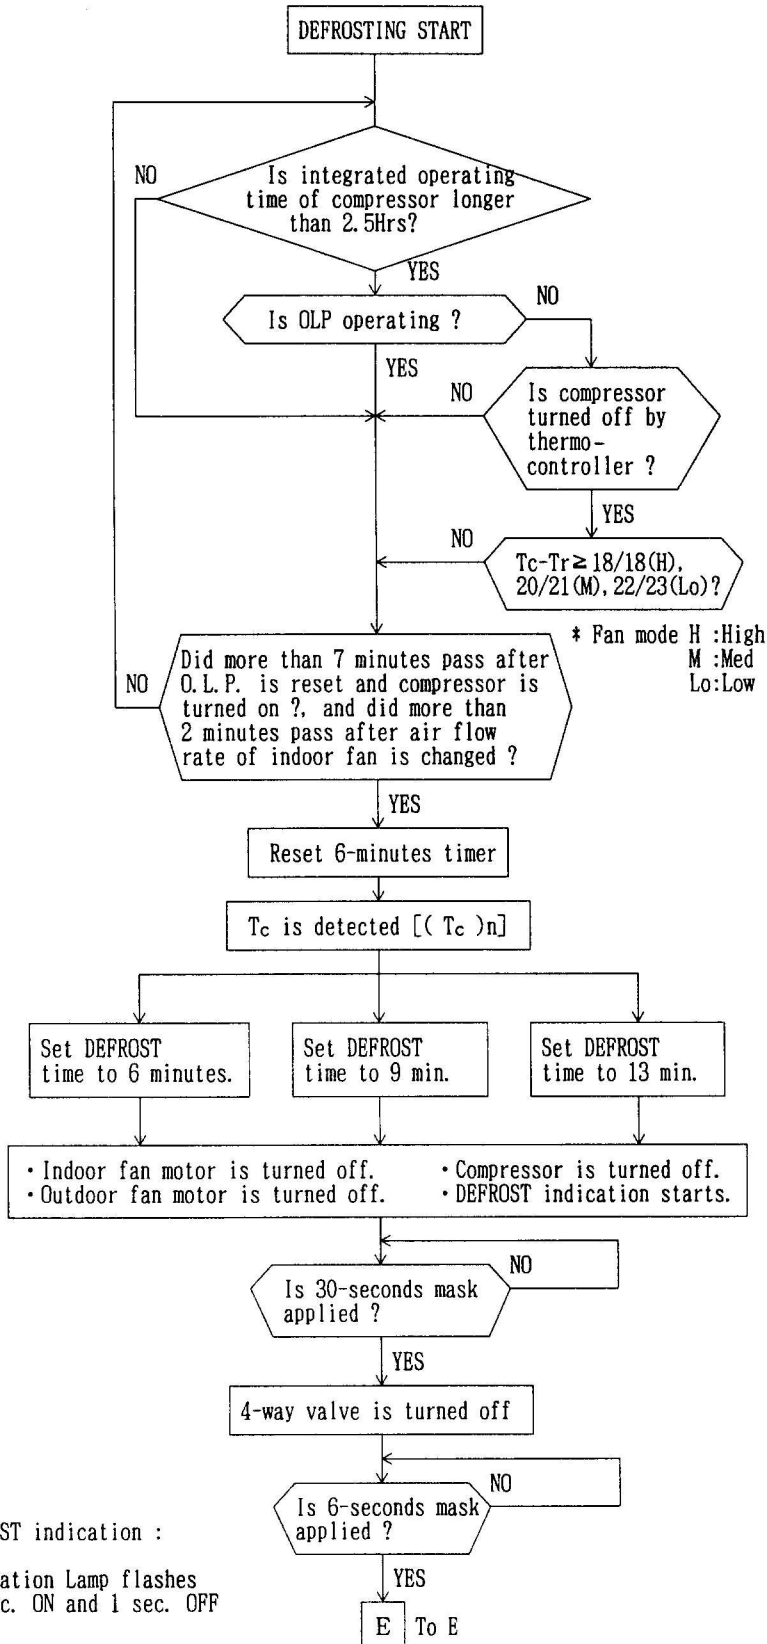 DEFROSTING START
NO
Is integrated operating
time of compressor longer
than 2.5Hrs?
YES
Is OLP operating ?
NO
YES
NO
Is compressor
turned off by
thermo-
controller ?
YES
NO
Tc-Tr≥18/18(H),
20/21(M), 22/23(Lo)?
* Fan mode H :High
M :Med
Lo:Low
NO
Did more than 7 minutes pass after
O.L.P. is reset and compressor is
turned on ?, and did more than
2 minutes pass after air flow
rate of indoor fan is changed ?
YES
Reset 6-minutes timer
Tc is detected [( Tc )n]
Set DEFROST
time to 6 minutes.
Set DEFROST
time to 9 min.
Set DEFROST
time to 13 min.
・Indoor fan motor is turned off.
・Outdoor fan motor is turned off.
・Compressor is turned off.
・DEFROST indication starts.
NO
Is 30-seconds mask
applied ?
YES
4-way valve is turned off
NO
Is 6-seconds mask
applied ?
YES
ST indication :
ation Lamp flashes
c. ON and 1 sec. OFF
E To E